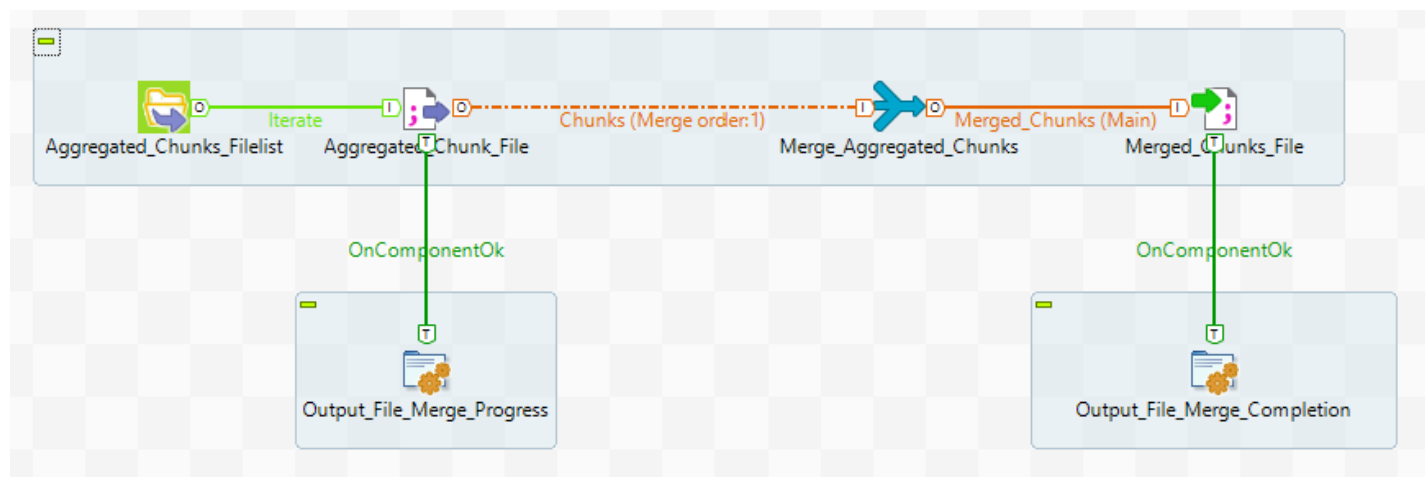 O
Iterate
I
;
O
Chunks (Merge order:1)
I
O
Merged_Chunks (Main)
I
;
Aggregated_Chunks_Filelist
Aggregated_Chunk_File
Merge_Aggregated_Chunks
Merged_Chunks_File
T
T
OnComponentOk
OnComponentOk
T
T
Output_File_Merge_Progress
Output_File_Merge_Completion